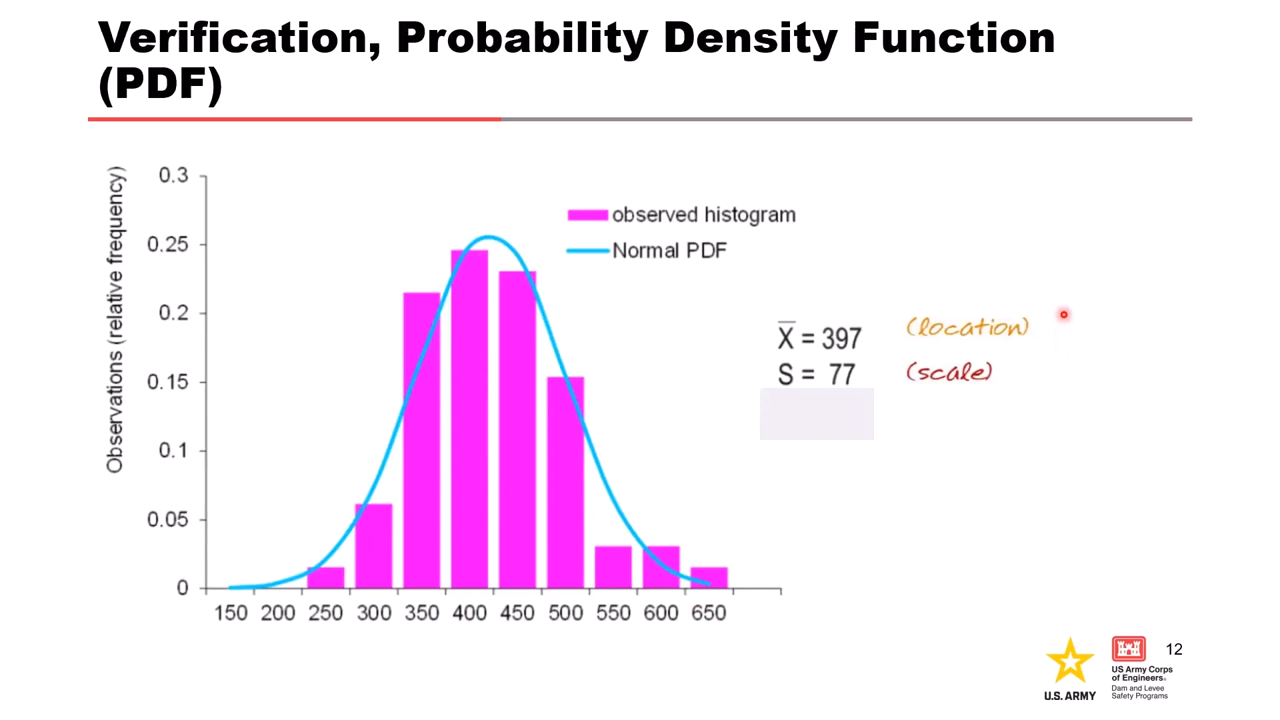 Verification, Probability Density Function
(PDF)
Observations (relative frequency)
0.3
0.25
0.2
0.15
0.1
0.05
0
observed histogram
Normal PDF
X = 397
(location)
S = 77
(scale)
150 200 250 300 350 400 450 500 550 600 650
12
U.S. ARMY
US Army Corps
of Engineers®
Dam and Levee
Safety Programs